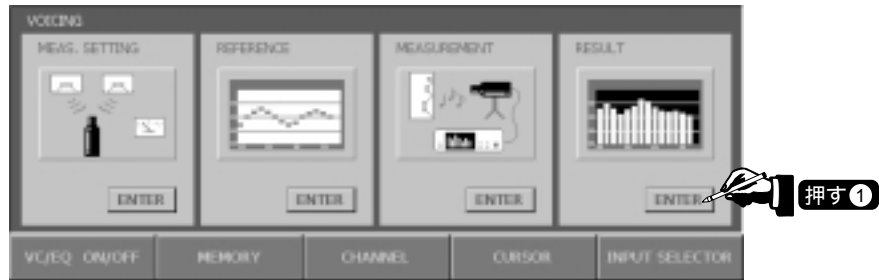 VOICING
MEAS. SETTING REFERENCE MEASUREMENT RESULT
ENTER ENTER ENTER ENTER
押す①
VC/EQ ON/OFF MEMORY CHANNEL CURSOR INPUT SELECTOR